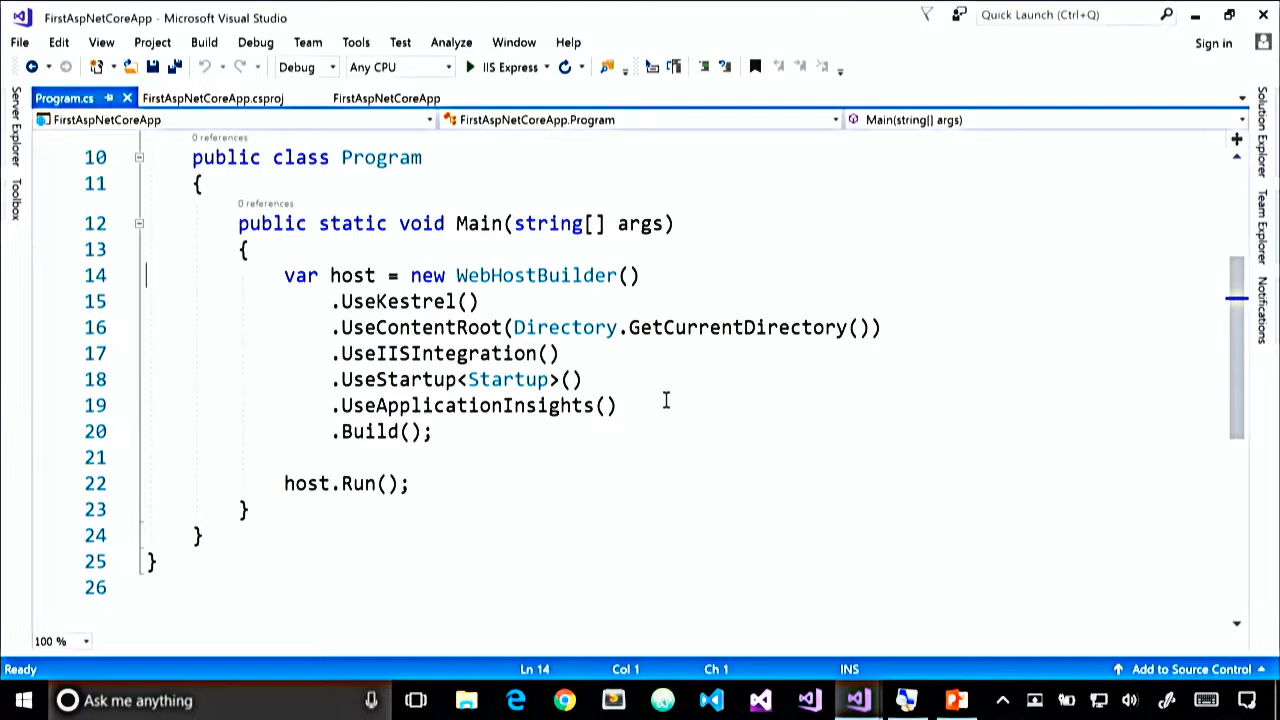 FirstAspNetCoreApp - Microsoft Visual Studio
Quick Launch (Ctrl+Q)
File Edit View Project Build Debug Team Tools Test Analyze Window Help
Sign in
Debug Any CPU IIS Express
Program.cs FirstAspNetCoreApp.csproj FirstAspNetCoreApp
FirstAspNetCoreApp FirstAspNetCoreApp.Program Main(string[] args)
Server Explorer
Toolbox
Solution Explorer
Team Explorer
Notifications
0 references
10 public class Program
11 {
0 references
12 public static void Main(string[] args)
13 {
14 var host = new WebHostBuilder()
15 .UseKestrel()
16 .UseContentRoot(Directory.GetCurrentDirectory())
17 .UseIISIntegration()
18 .UseStartup<Startup>()
19 .UseApplicationInsights()
20 .Build();
21
22 host.Run();
23 }
24 }
25 }
26
100 %
Ready Ln 14 Col 1 Ch 1 INS Add to Source Control
Ask me anything